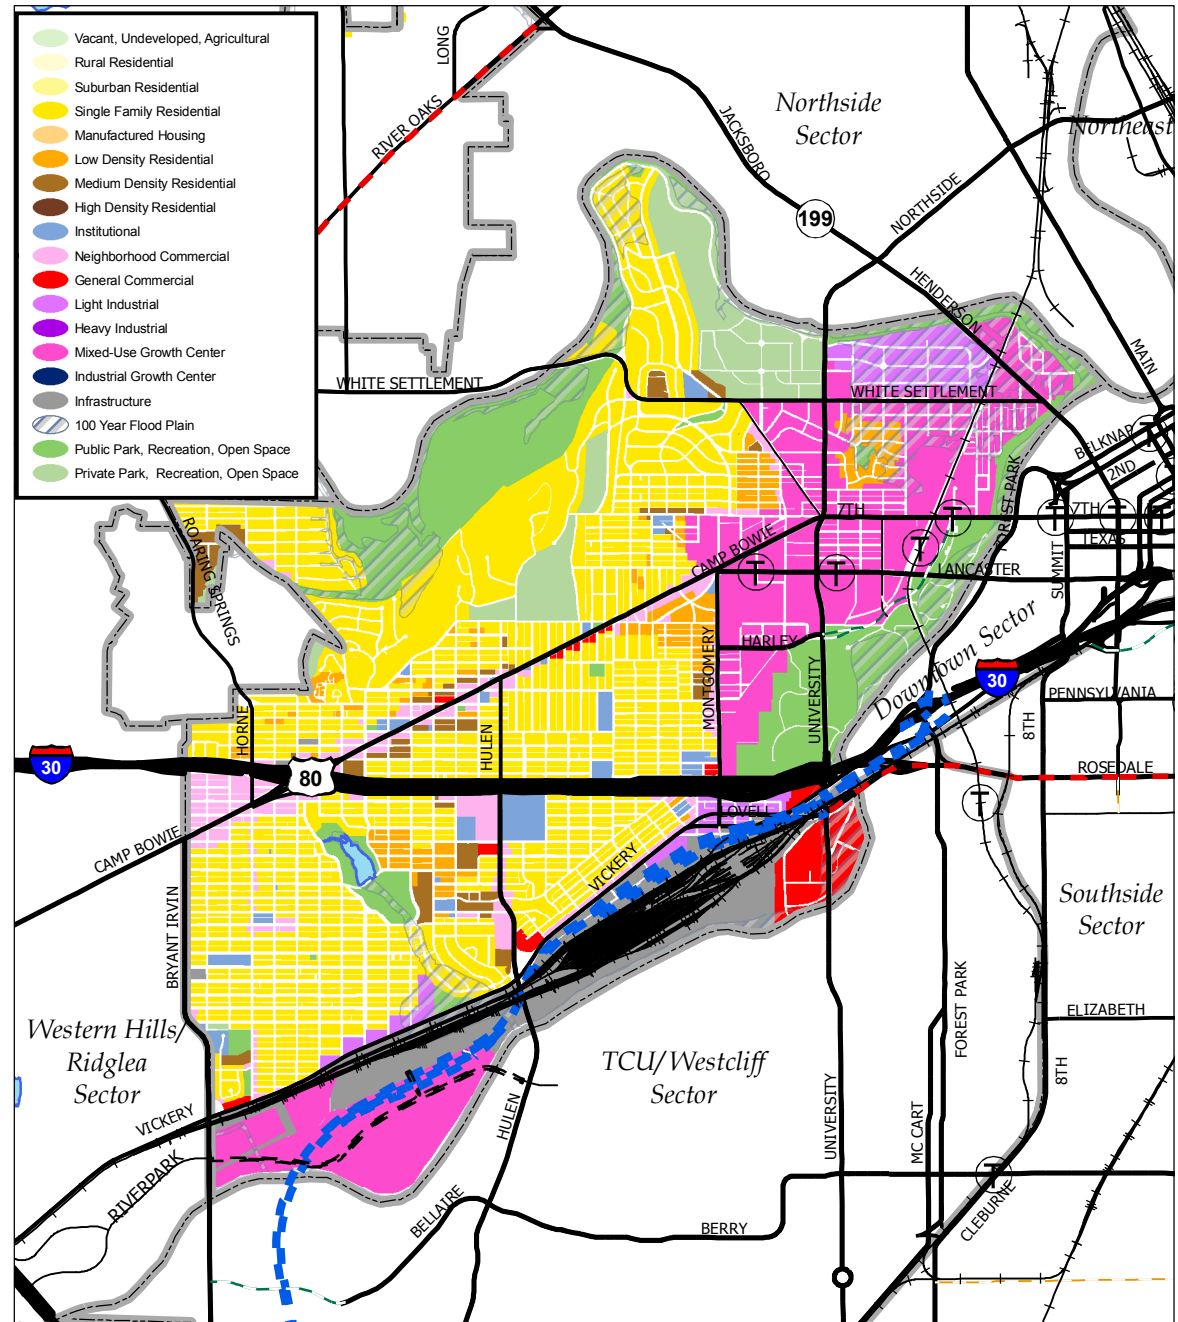 Vacant, Undeveloped, Agricultural
Rural Residential
Suburban Residential
Single Family Residential
Manufactured Housing
Low Density Residential
Medium Density Residential
High Density Residential
Institutional
Neighborhood Commercial
General Commercial
Light Industrial
Heavy Industrial
Mixed-Use Growth Center
Industrial Growth Center
Infrastructure
100 Year Flood Plain
Public Park, Recreation, Open Space
Private Park, Recreation, Open Space
LONG
RIVER OAKS
JACKSBORO
Northside
Sector
Northeast
199
NORTHSIDE
HENDERSON
MAIN
WHITE SETTLEMENT
WHITE SETTLEMENT
BELKNAP
2ND
7TH
T
T
T
T
7TH
TEXAS
FOREST PARK
ROARING SPRINGS
CAMP BOWIE
T
T
T
LANCASTER
SUMMIT
HARLEY
MONTGOMERY
UNIVERSITY
Downtown Sector
30
PENNSYLVANIA
8TH
HORNE
HULEN
30
80
ROSEDALE
T
LOVELL
CAMP BOWIE
VICKERY
BRYANT IRVIN
Southside
Sector
FOREST PARK
ELIZABETH
Western Hills/
Ridglea
Sector
TCU/Westcliff
Sector
8TH
VICKERY
HULEN
UNIVERSITY
MC CART
RIVERPARK
T
BELLAIRE
BERRY
CLEBURNE